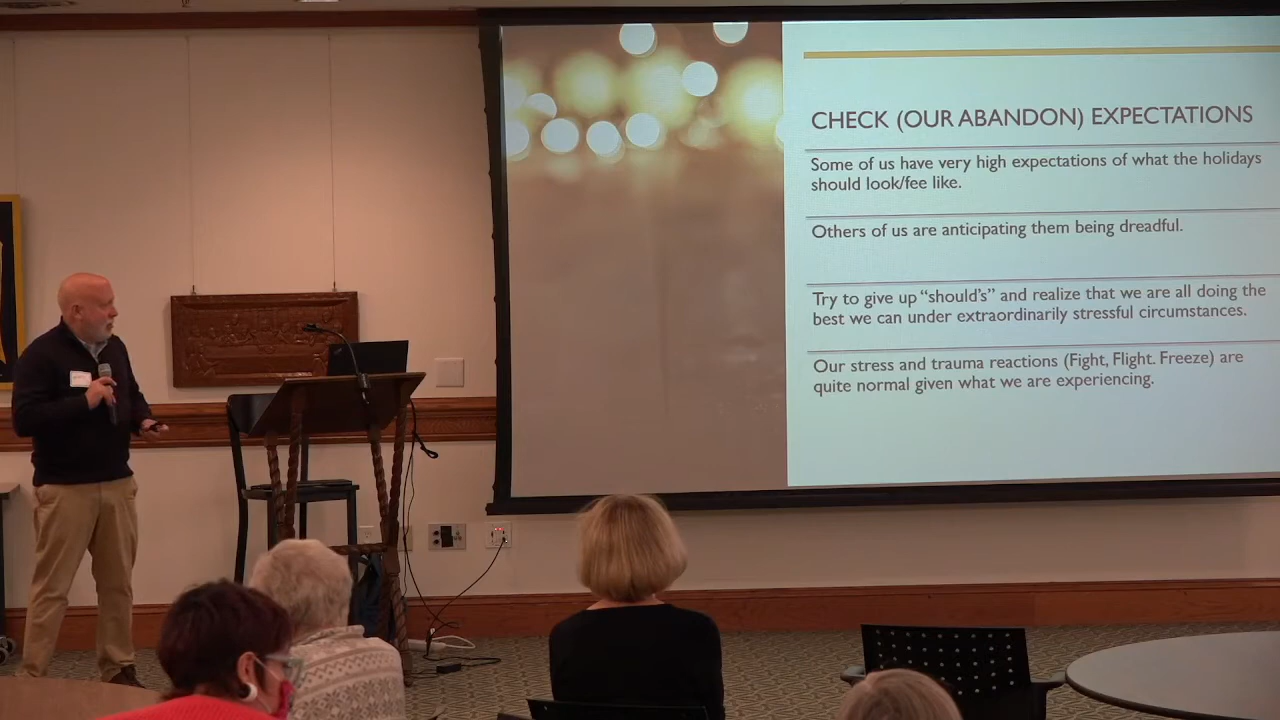 CHECK (OUR ABANDON) EXPECTATIONS
Some of us have very high expectations of what the holidays
should look/fee like.
Others of us are anticipating them being dreadful.
Try to give up “should’s” and realize that we are all doing the
best we can under extraordinarily stressful circumstances.
Our stress and trauma reactions (Fight, Flight. Freeze) are
quite normal given what we are experiencing.